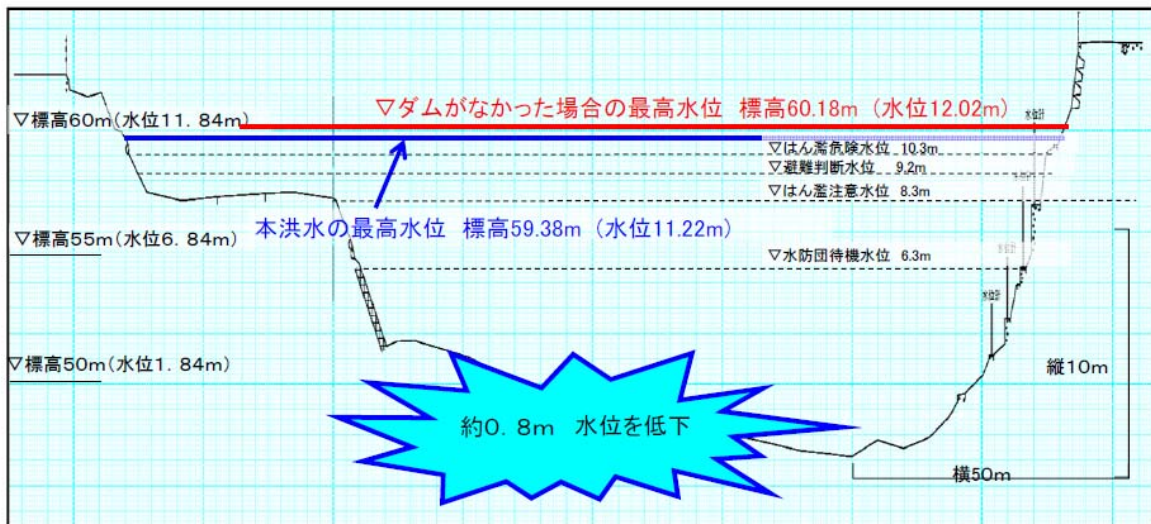 ▽ダムがなかった場合の最高水位 標高60.18m (水位12.02m)
水位計
▽標高60m(水位11.84m)
▽はん濫危険水位 10.3m
▽避難判断水位 9.2m
▽はん濫注意水位 8.3m
本洪水の最高水位 標高59.38m (水位11.22m)
▽標高55m(水位6.84m)
▽水防団待機水位 6.3m
水位計
水位計
▽標高50m(水位1.84m)
縦10m
約0.8m 水位を低下
横50m